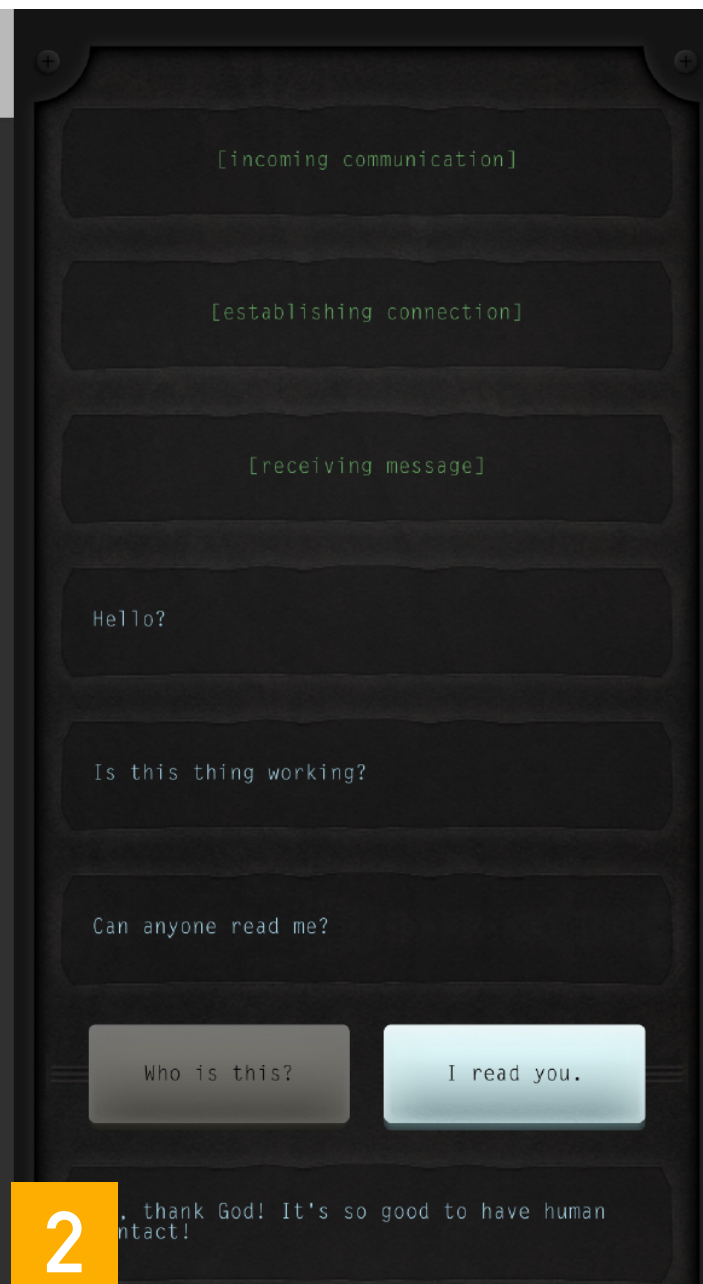 [incoming communication]
[establishing connection]
[receiving message]
Hello?
Is this thing working?
Can anyone read me?
Who is this?
I read you.
, thank God! It's so good to have human
ntact!
2